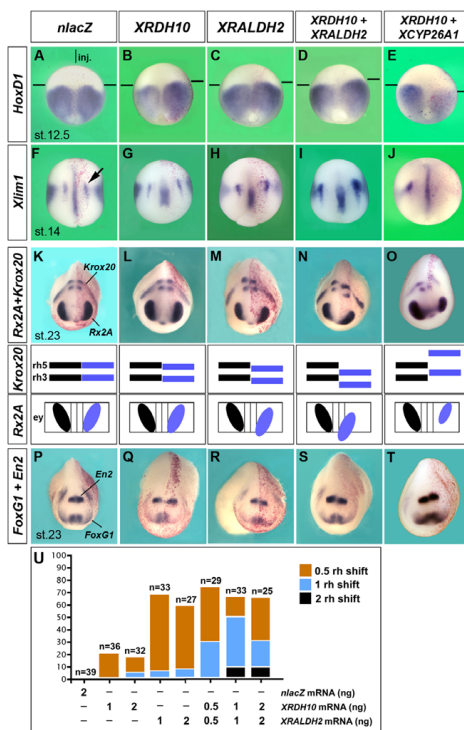 nlacZ XRDH10 XRALDH2 XRDH10 + XRALDH2 XRDH10 + XCYP26A1
HoxD1
A inj. B C D E
st.12.5
Xlim1
F G H I J
st.14
Rx2A+Krox20
K L M N O
Krox20
Rx2A
st.23
Krox20
rh5
rh3
Rx2A
ey
FoxG1 + En2
P Q R S T
En2
FoxG1
st.23
U
100
90
80
70
60
50
40
30
20
10
0
n=39 n=36 n=32 n=33 n=27 n=29 n=33 n=25
0.5 rh shift
1 rh shift
2 rh shift
2 – – – – – – – nlacZ mRNA (ng)
– 1 2 – – 0.5 1 2 XRDH10 mRNA (ng)
– – – 1 2 0.5 1 2 XRALDH2 mRNA (ng)